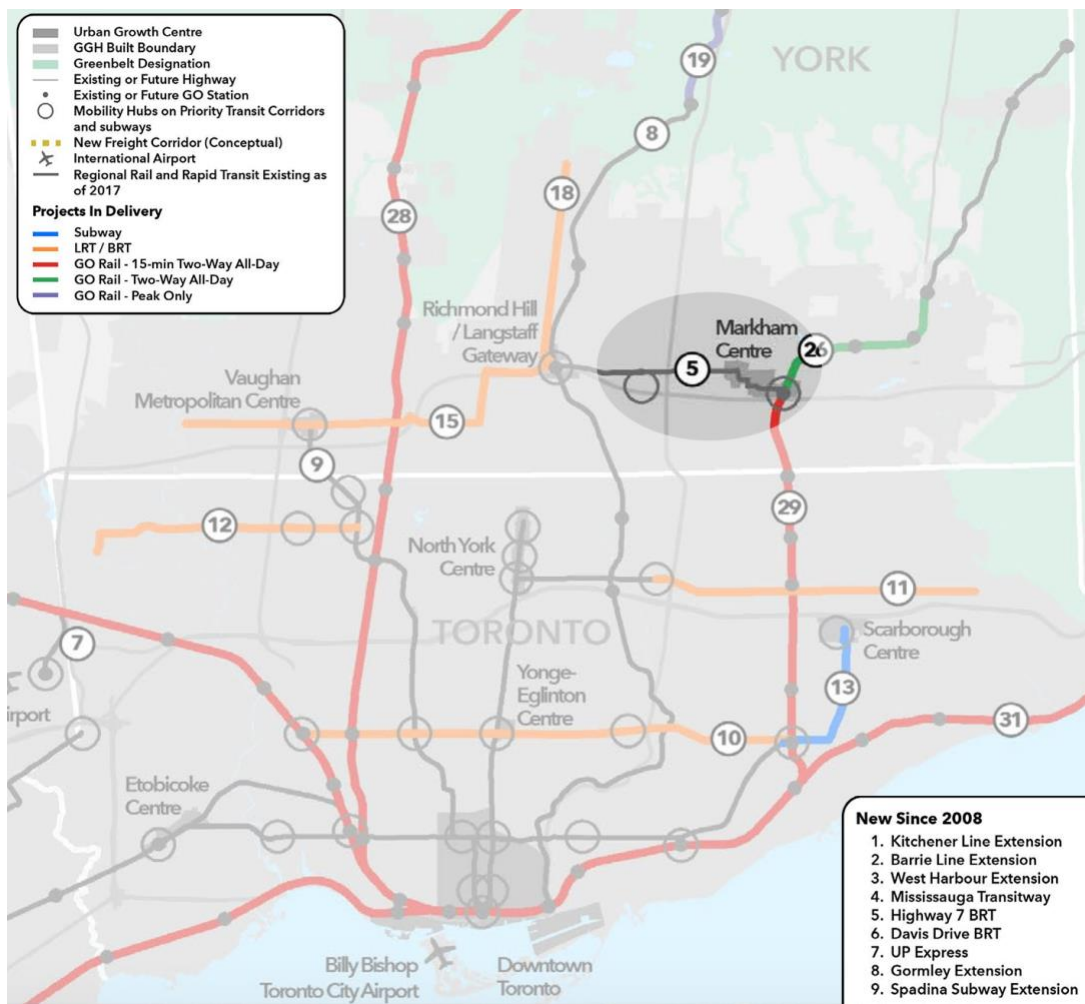 Urban Growth Centre
GGH Built Boundary
Greenbelt Designation
Existing or Future Highway
Existing or Future GO Station
Mobility Hubs on Priority Transit Corridors
and subways
New Freight Corridor (Conceptual)
International Airport
Regional Rail and Rapid Transit Existing as
of 2017
Projects In Delivery
Subway
LRT / BRT
GO Rail - 15-min Two-Way All-Day
GO Rail - Two-Way All-Day
GO Rail - Peak Only
YORK
19
8
18
28
Richmond Hill
/ Langstaff
Gateway
Markham
Centre
26
5
Vaughan
Metropolitan Centre
15
9
29
12
North York
Centre
11
TORONTO
Scarborough
Centre
7
Yonge-
Eglinton
Centre
13
irport
31
10
Etobicoke
Centre
Billy Bishop
Toronto City Airport
Downtown
Toronto
New Since 2008
1. Kitchener Line Extension
2. Barrie Line Extension
3. West Harbour Extension
4. Mississauga Transitway
5. Highway 7 BRT
6. Davis Drive BRT
7. UP Express
8. Gormley Extension
9. Spadina Subway Extension